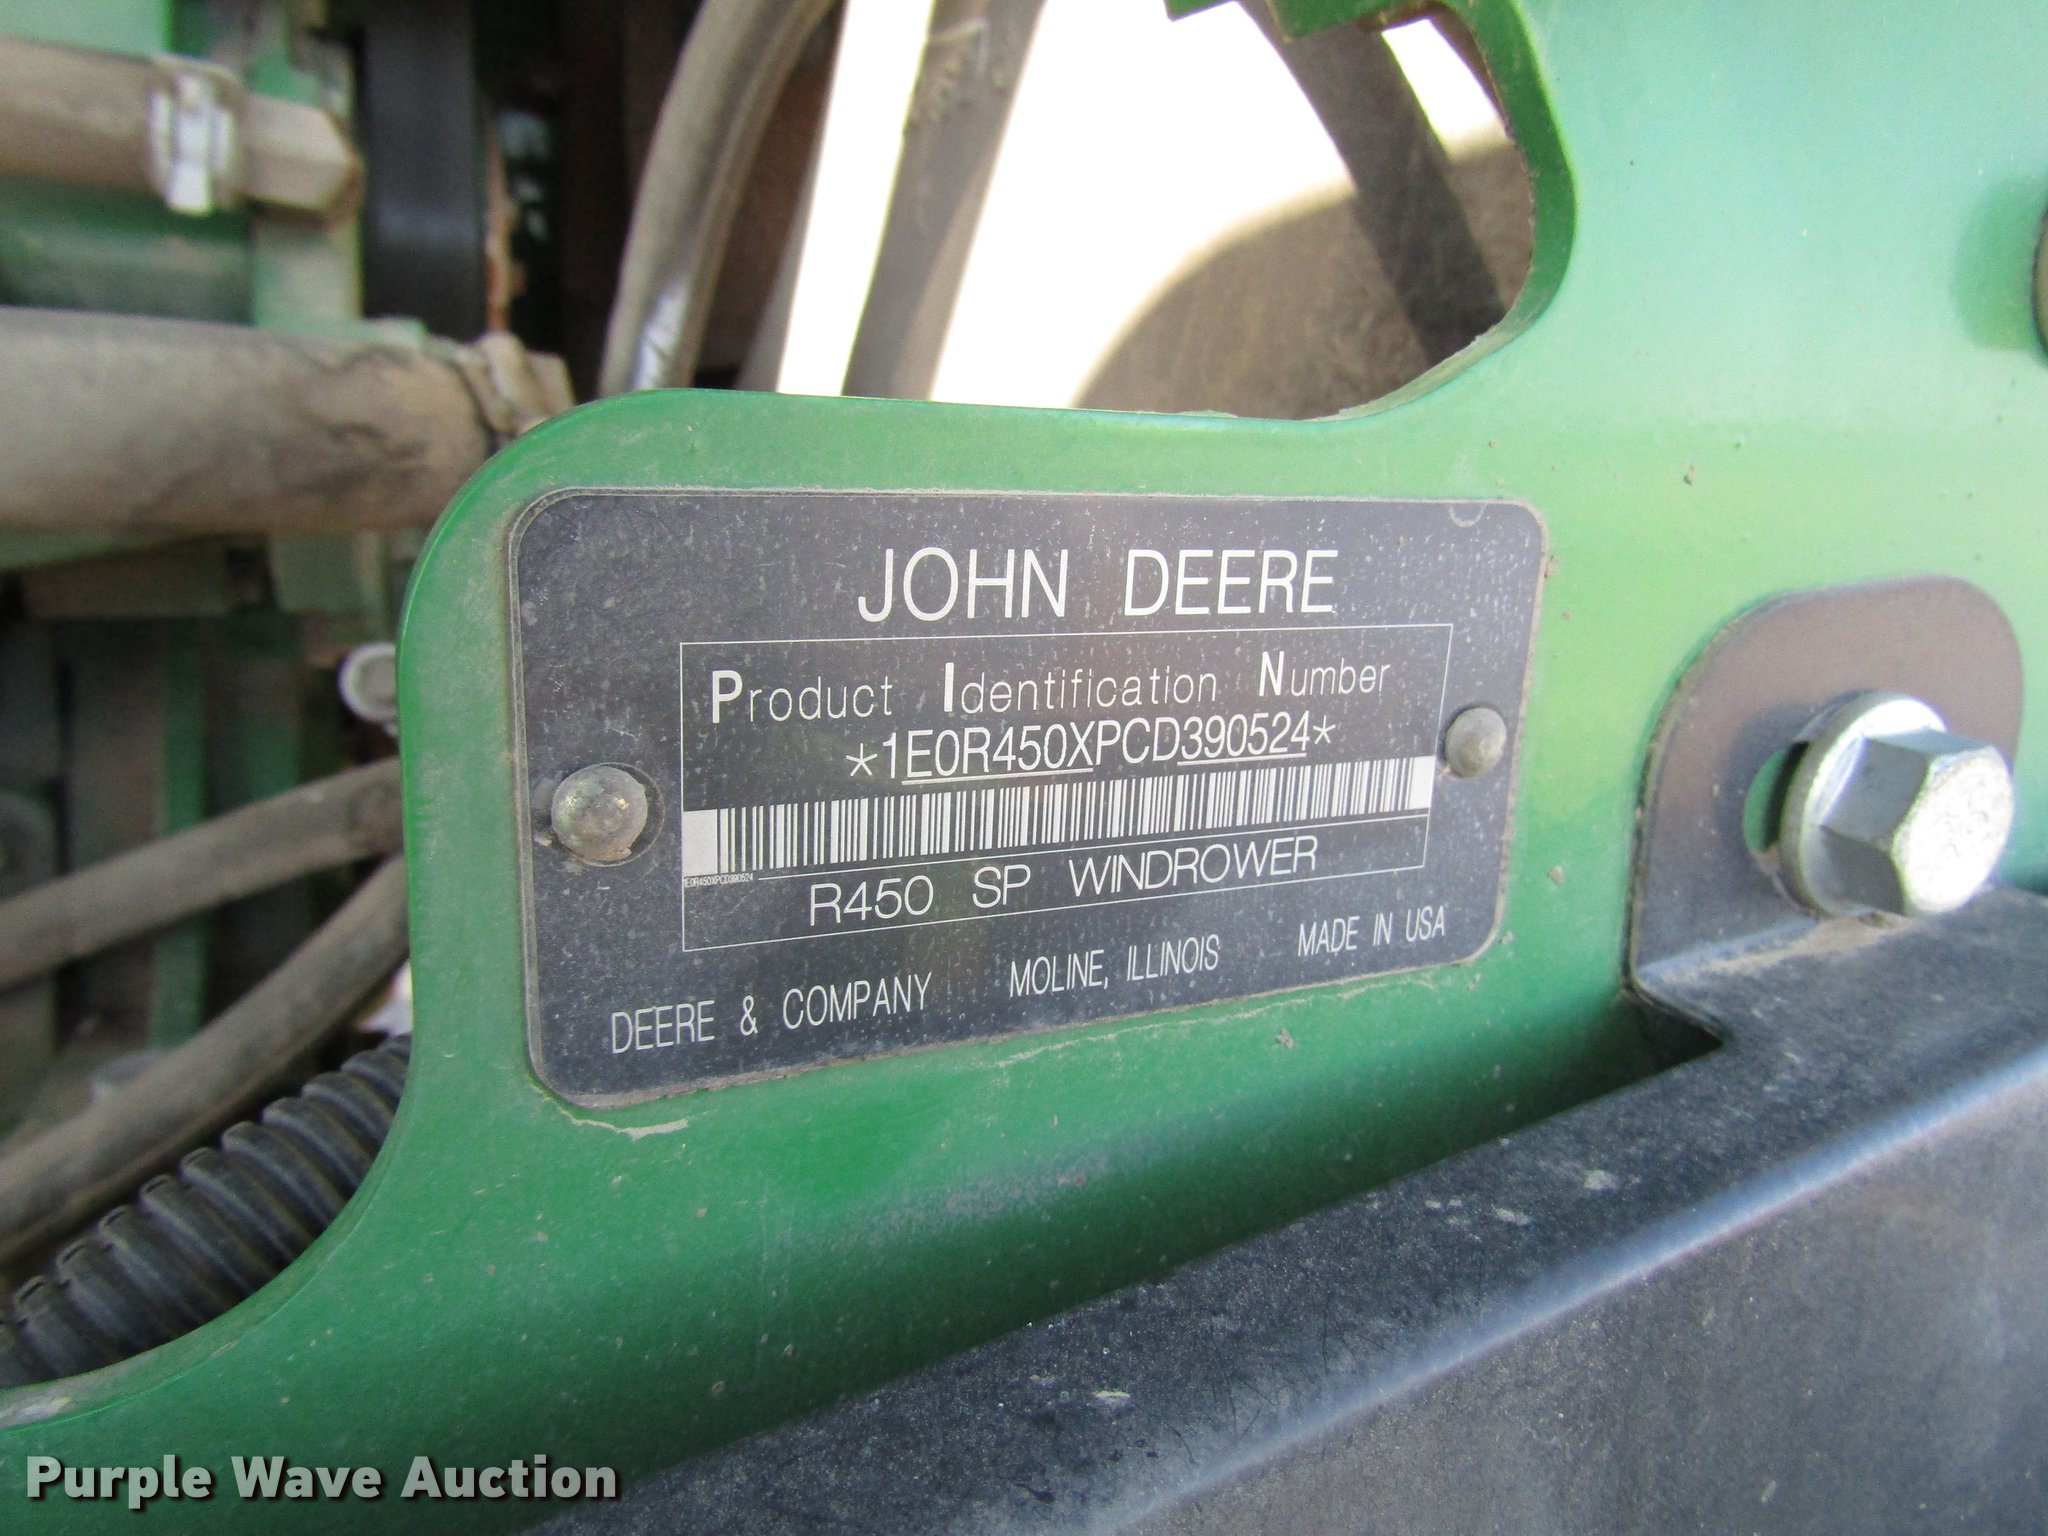 JOHN DEERE
Product Identification Number
*1E0R450XPCD390524*
1E0R450XPCD390524
R450 SP WINDROWER
DEERE & COMPANY MOLINE, ILLINOIS MADE IN USA
Purple Wave Auction